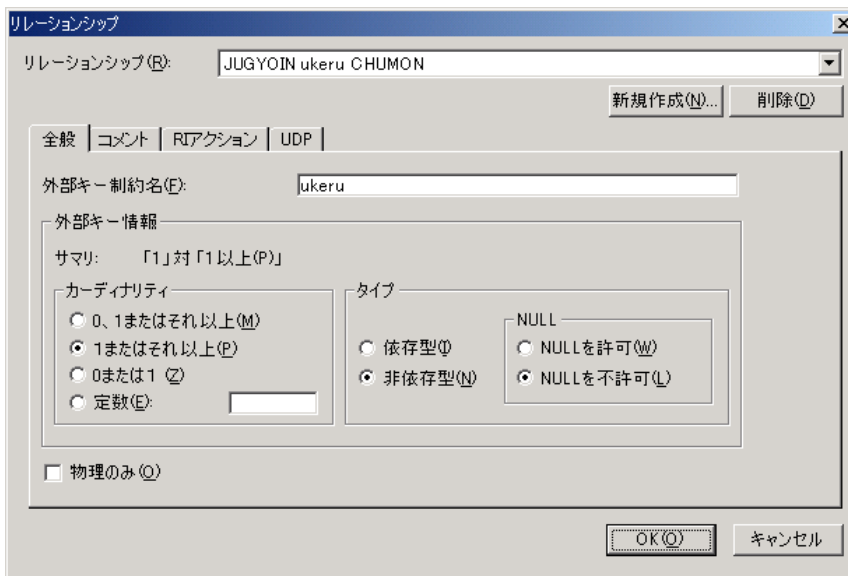 リレーションシップ
リレーションシップ(R): JUGYOIN ukeru CHUMON
新規作成(N)... 削除(D)
全般 コメント RIアクション UDP
外部キー制約名(F): ukeru
外部キー情報
サマリ: 「1」対「1以上(P)」
カーディナリティ
0、1またはそれ以上(M)
1またはそれ以上(P)
0または1 (Z)
定数(E):
タイプ
依存型(I)
非依存型(N)
NULL
NULLを許可(W)
NULLを不許可(L)
物理のみ(O)
OK(O) キャンセル